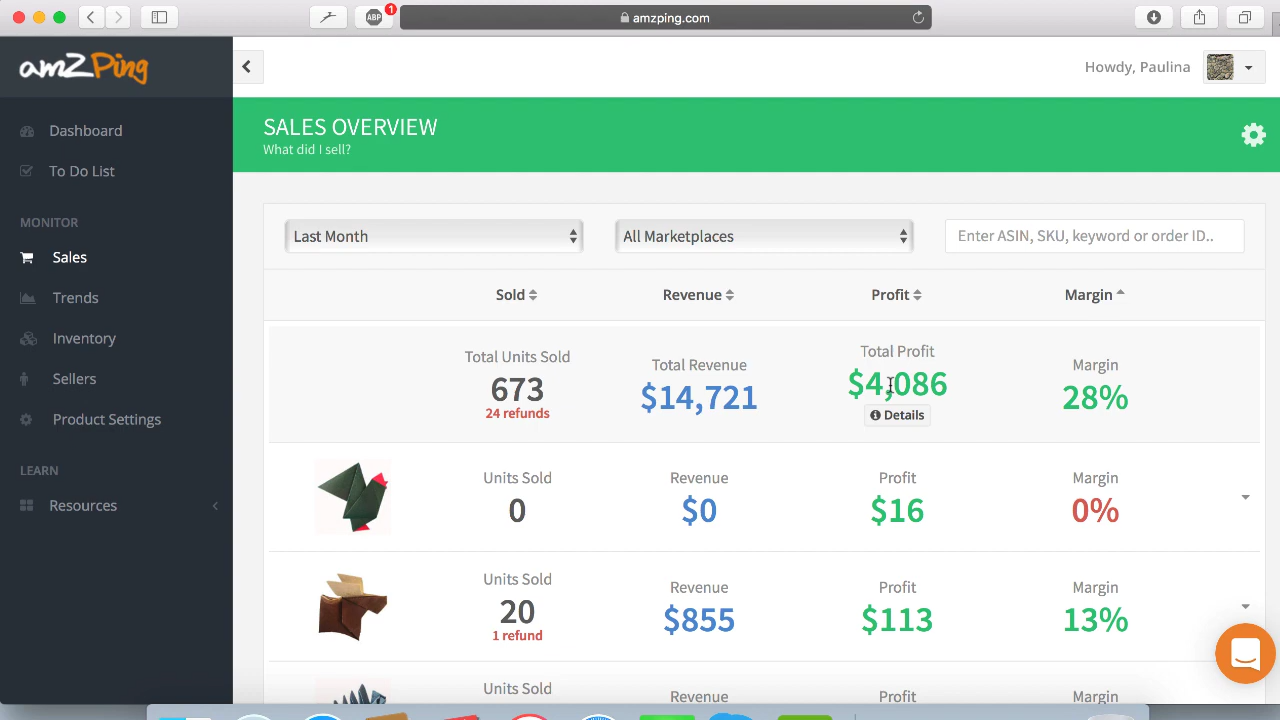 ABP
1
amzping.com
amzPing
Howdy, Paulina
Dashboard
To Do List
MONITOR
Sales
Trends
Inventory
Sellers
Product Settings
LEARN
Resources
SALES OVERVIEW
What did I sell?
Last Month
All Marketplaces
Enter ASIN, SKU, keyword or order ID..
Sold
Revenue
Profit
Margin
Total Units Sold
673
24 refunds
Total Revenue
$14,721
Total Profit
$4,086
Details
Margin
28%
Units Sold
0
Revenue
$0
Profit
$16
Margin
0%
Units Sold
20
1 refund
Revenue
$855
Profit
$113
Margin
13%
Units Sold
Revenue
Profit
Margin